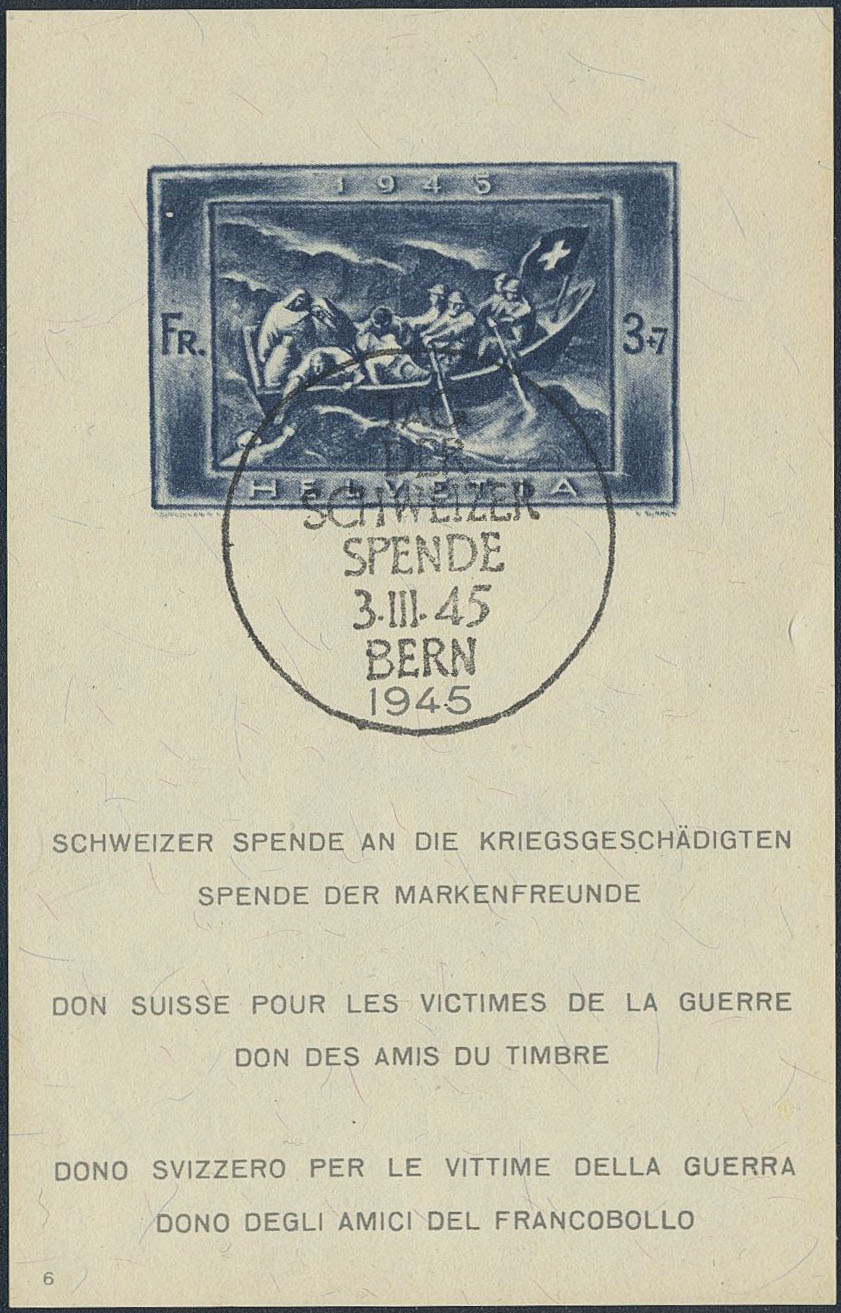 1945
FR. 3+7
HELVETIA
TAG
DER
SCHWEIZER
SPENDE
3.III.45
BERN
1945
SCHWEIZER SPENDE AN DIE KRIEGSGESCHÄDIGTEN
SPENDE DER MARKENFREUNDE
DON SUISSE POUR LES VICTIMES DE LA GUERRE
DON DES AMIS DU TIMBRE
DONO SVIZZERO PER LE VITTIME DELLA GUERRA
DONO DEGLI AMICI DEL FRANCOBOLLO
6